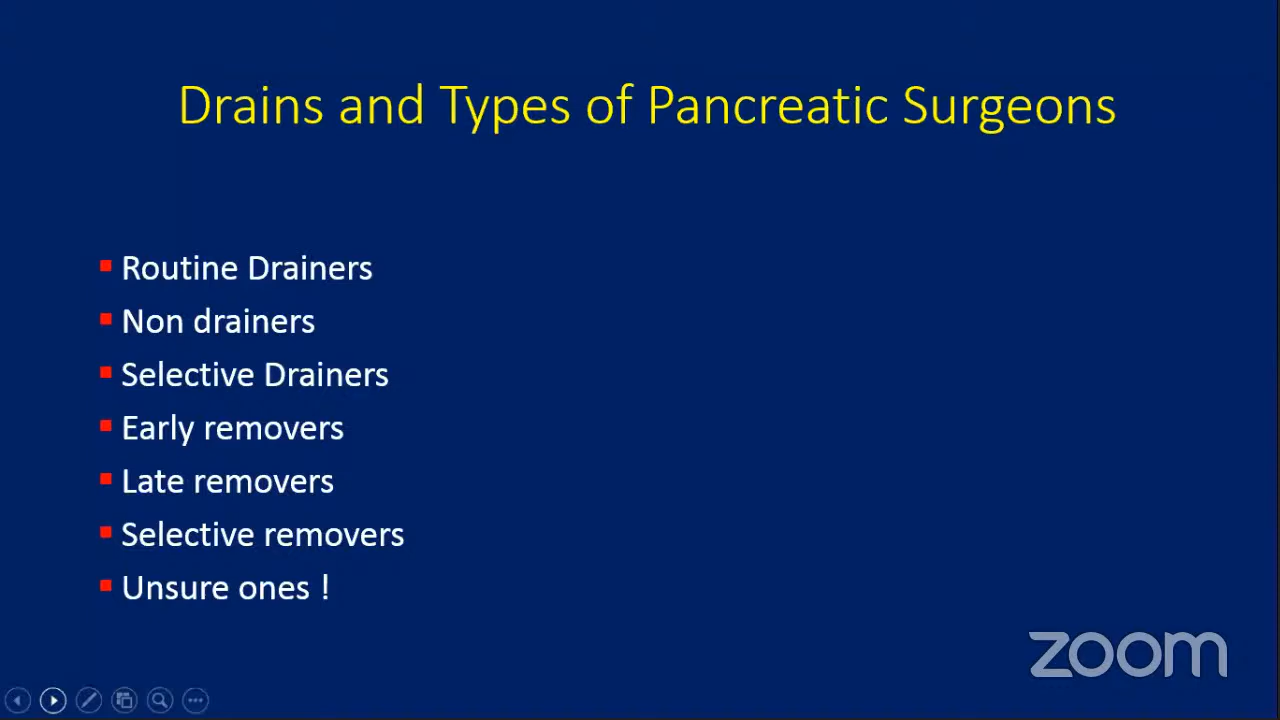 Drains and Types of Pancreatic Surgeons
Routine Drainers
Non drainers
Selective Drainers
Early removers
Late removers
Selective removers
Unsure ones !
zoom